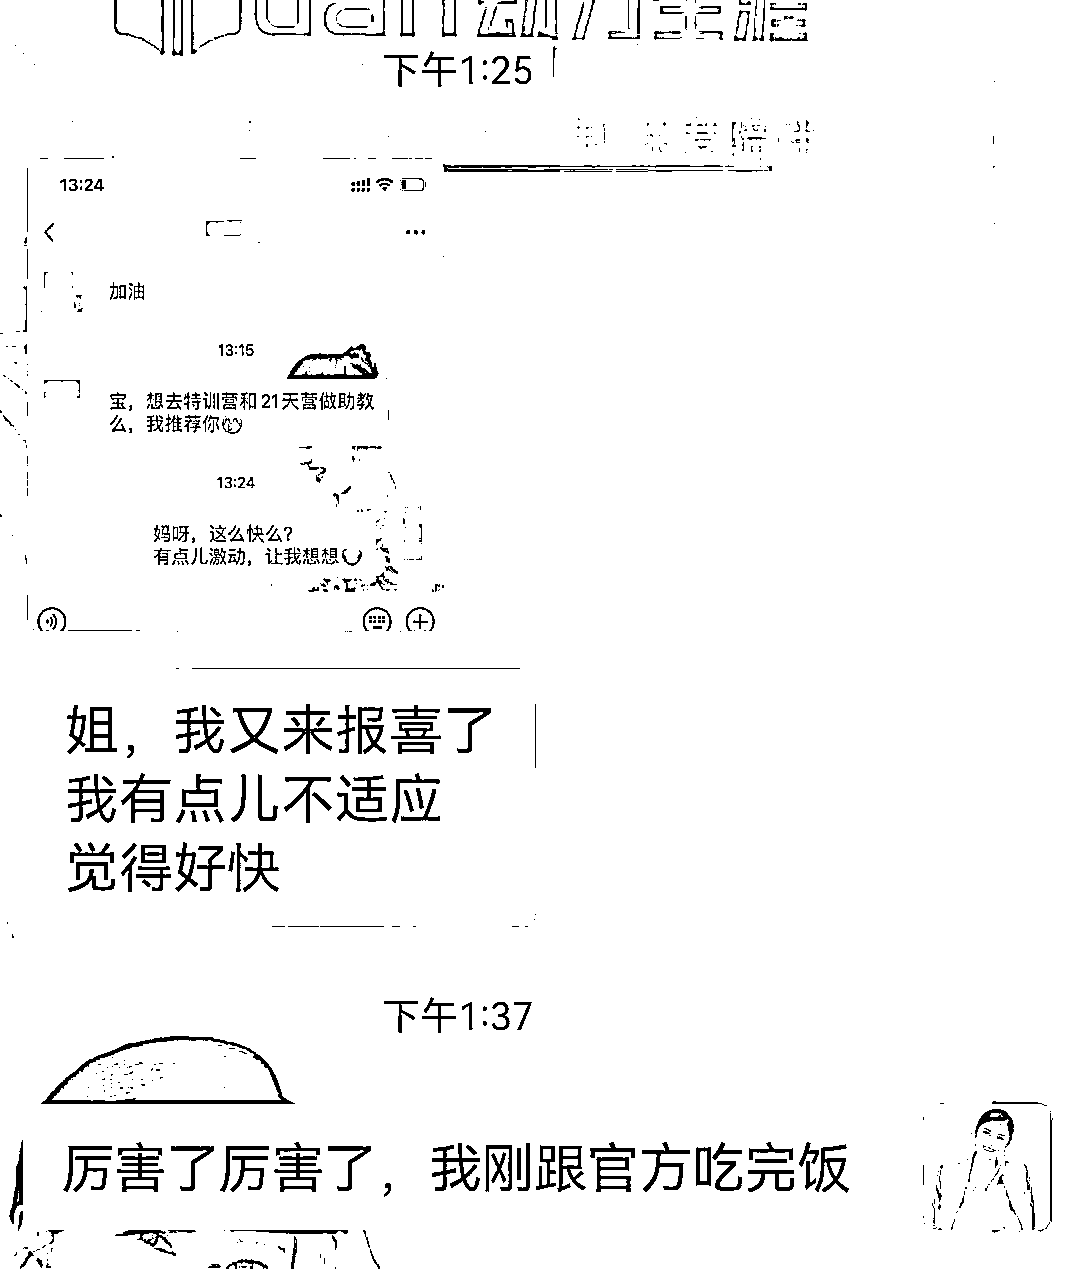 下午1:25
13:24
加油
13:15
宝，想去特训营和21天营做助教
么，我推荐你
13:24
妈呀，这么快么？
有点儿激动，让我想想
姐，我又来报喜了
我有点儿不适应
觉得好快
下午1:37
厉害了厉害了，我刚跟官方吃完饭